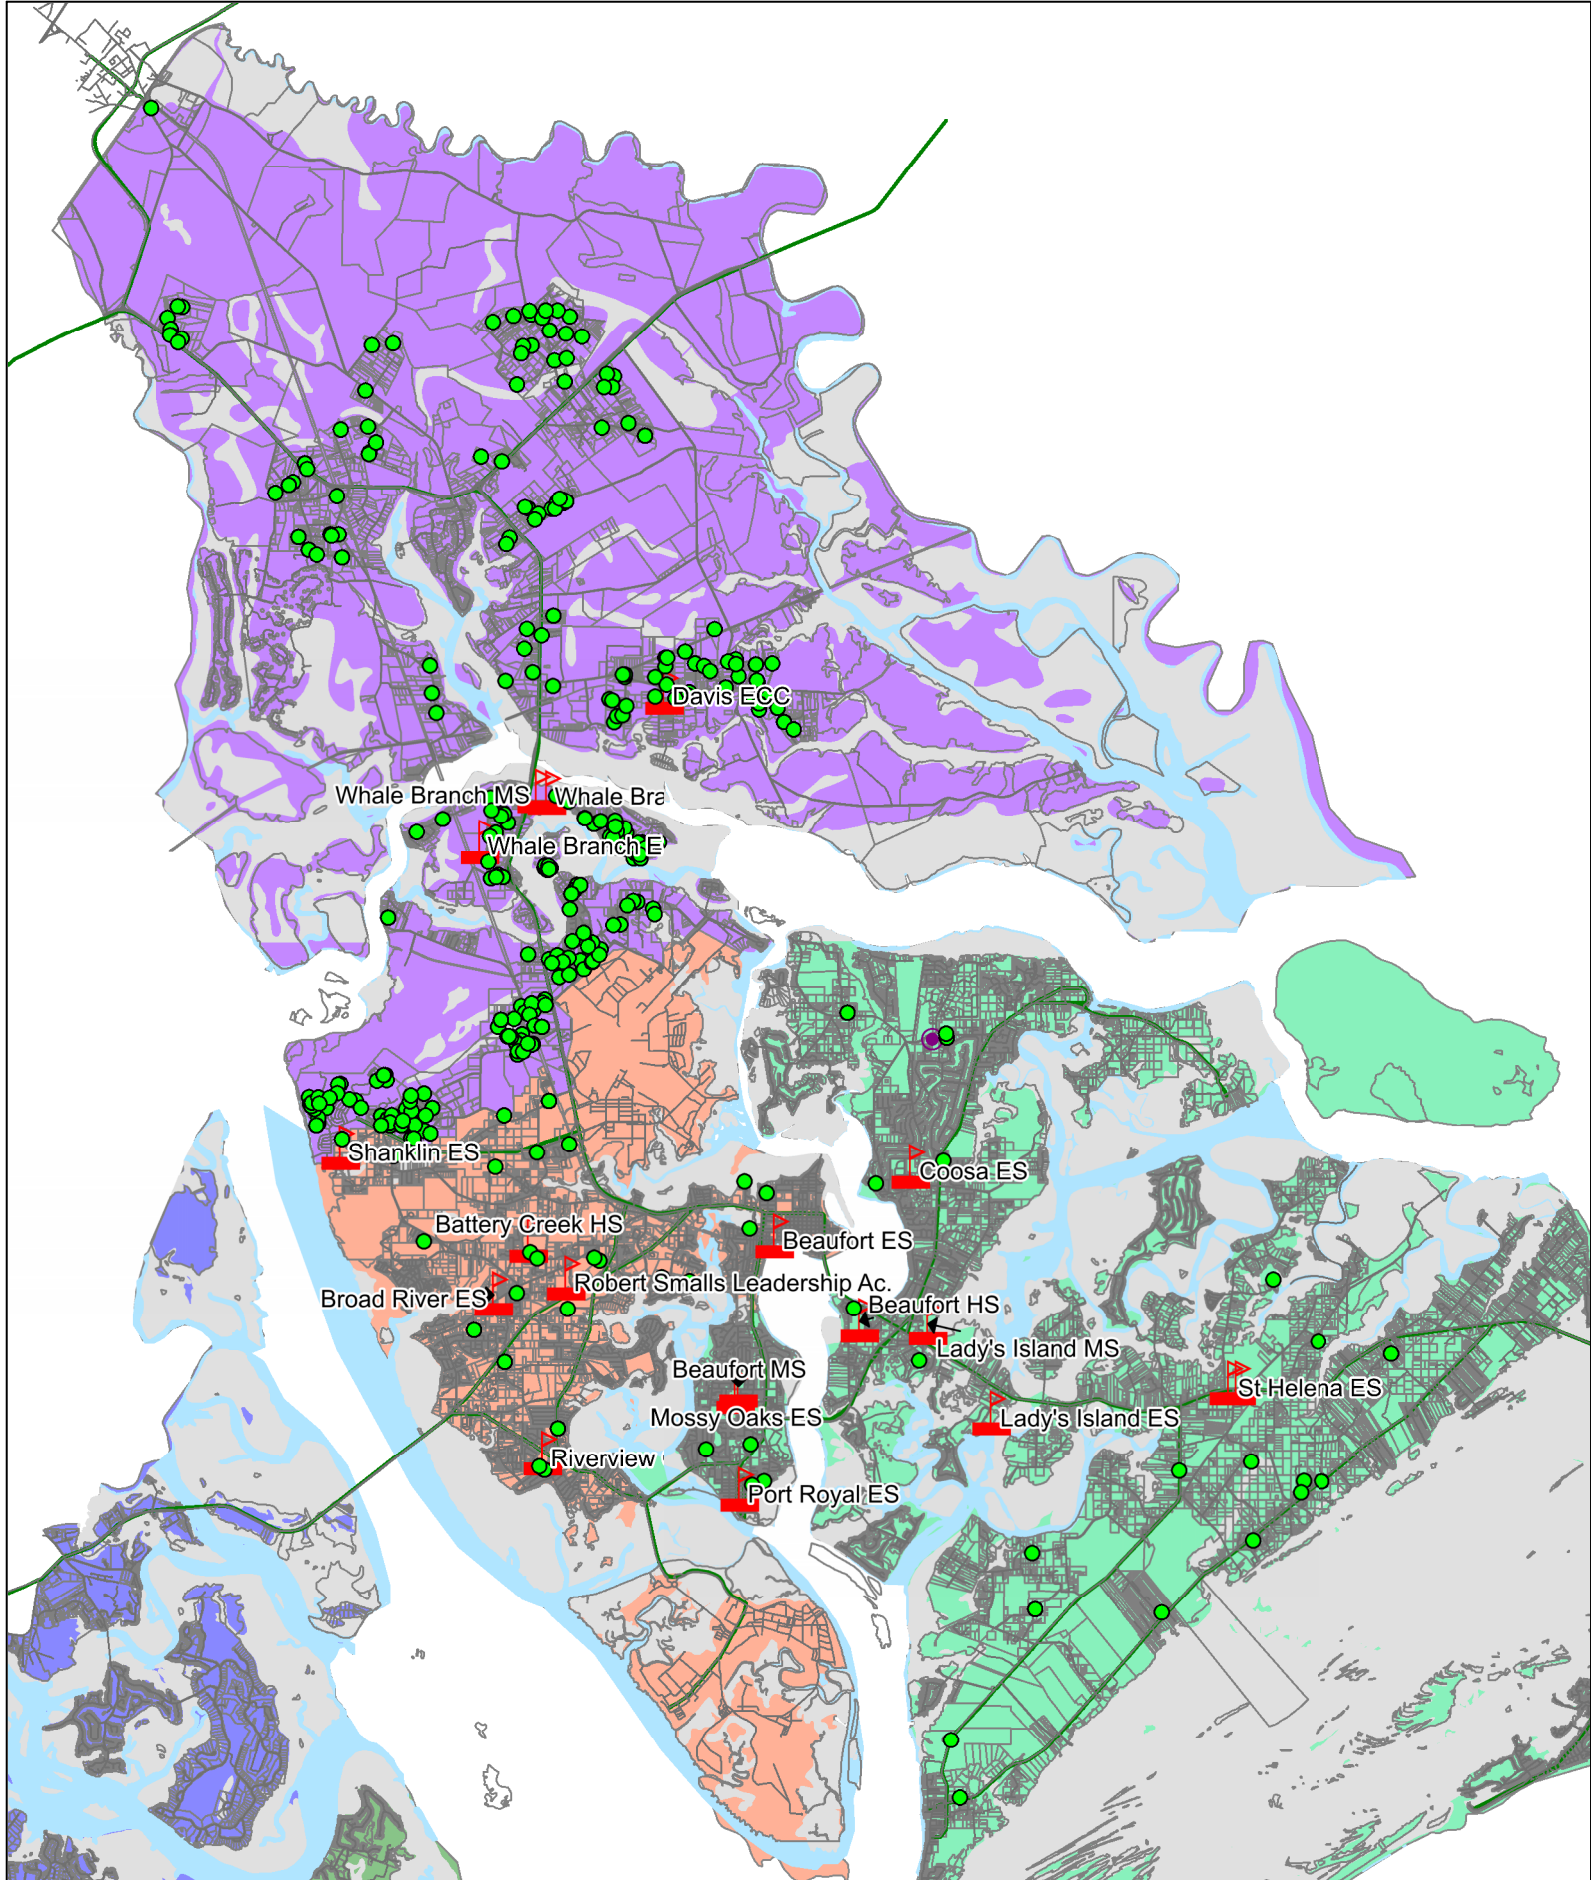 Davis ECC
Whale Branch MS
Whale Bra
Whale Branch E
Shanklin ES
Coosa ES
Battery Creek HS
Beaufort ES
Robert Smalls Leadership Ac.
Broad River ES
Beaufort HS
Lady's Island MS
Beaufort MS
St Helena ES
Mossy Oaks ES
Lady's Island ES
Riverview
Port Royal ES